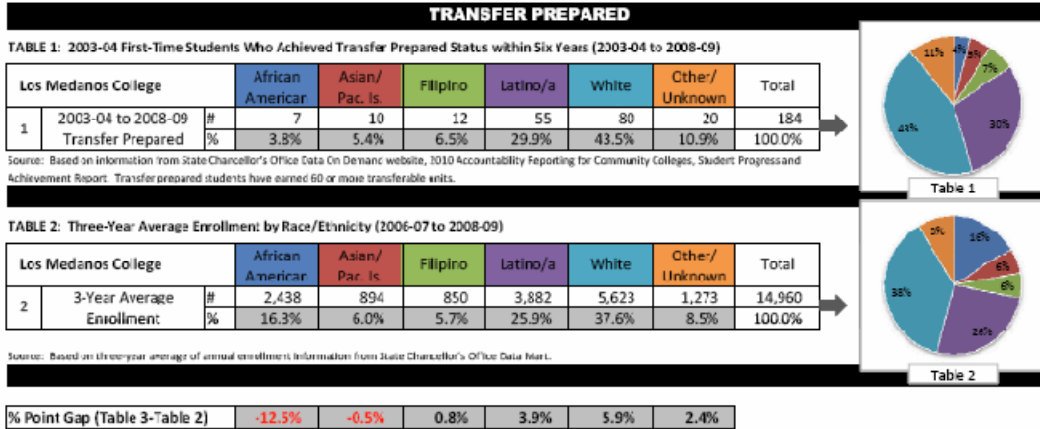 TRANSFER PREPARED
TABLE 1: 2003-04 First-Time Students Who Achieved Transfer Prepared Status within Six Years (2003-04 to 2008-09)
Los Medanos College African American Asian/ Pac. Is. Filipino Latino/a White Other/ Unknown Total
1 2003-04 to 2008-09 # 7 10 12 55 80 20 184
Transfer Prepared % 3.8% 5.4% 6.5% 29.9% 43.5% 10.9% 100.0%
Source: Based on information from State Chancellor's Office Data On Demand website, 2010 Accountability Reporting for Community Colleges, Student Progress and
Achievement Report. Transfer prepared students have earned 60 or more transferable units.
4%
5%
7%
30%
43%
11%
Table 1
TABLE 2: Three-Year Average Enrollment by Race/Ethnicity (2006-07 to 2008-09)
Los Medanos College African American Asian/ Pac. Is. Filipino Latino/a White Other/ Unknown Total
2 3-Year Average # 2,438 894 850 3,882 5,623 1,273 14,960
Enrollment % 16.3% 6.0% 5.7% 25.9% 37.6% 8.5% 100.0%
Source: Based on three-year average of annual enrollment information from State Chancellor's Office Data Mart.
16%
6%
6%
26%
38%
Table 2
% Point Gap (Table 3-Table 2) -12.5% -0.5% 0.8% 3.9% 5.9% 2.4%